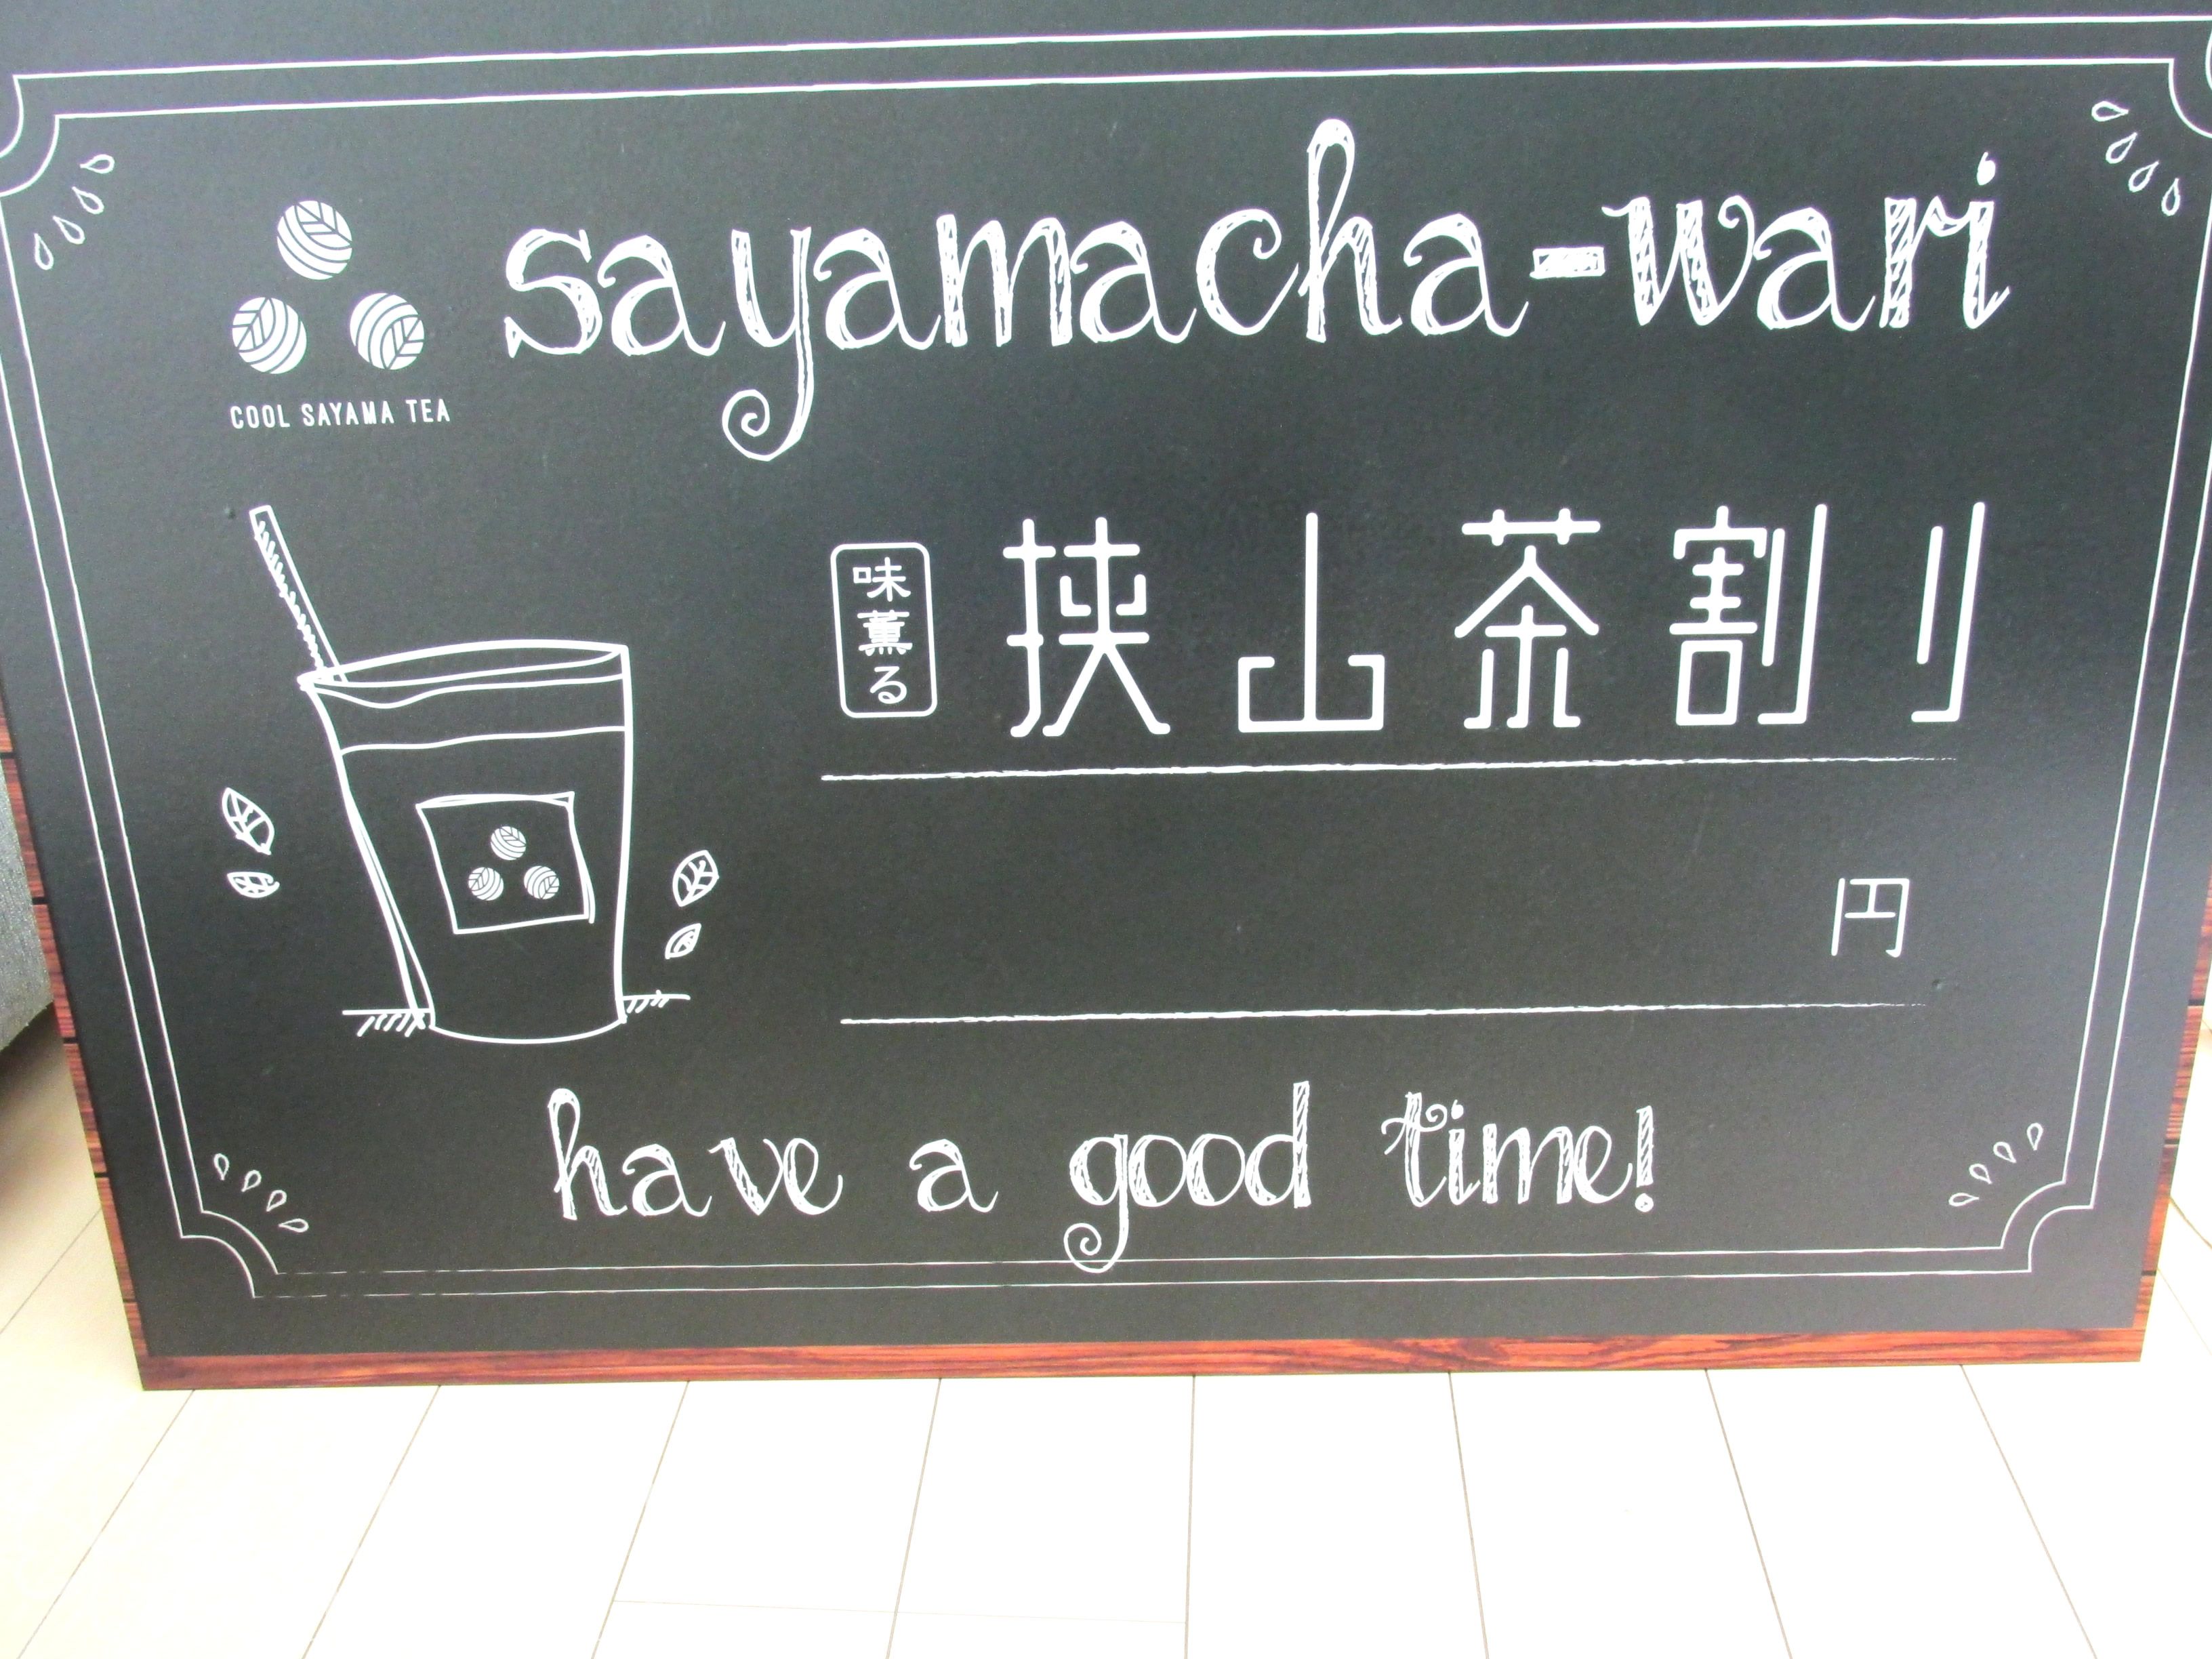 sayamacha-wari
COOL SAYAMA TEA
味薫る
狭山茶割り
円
have a good time!